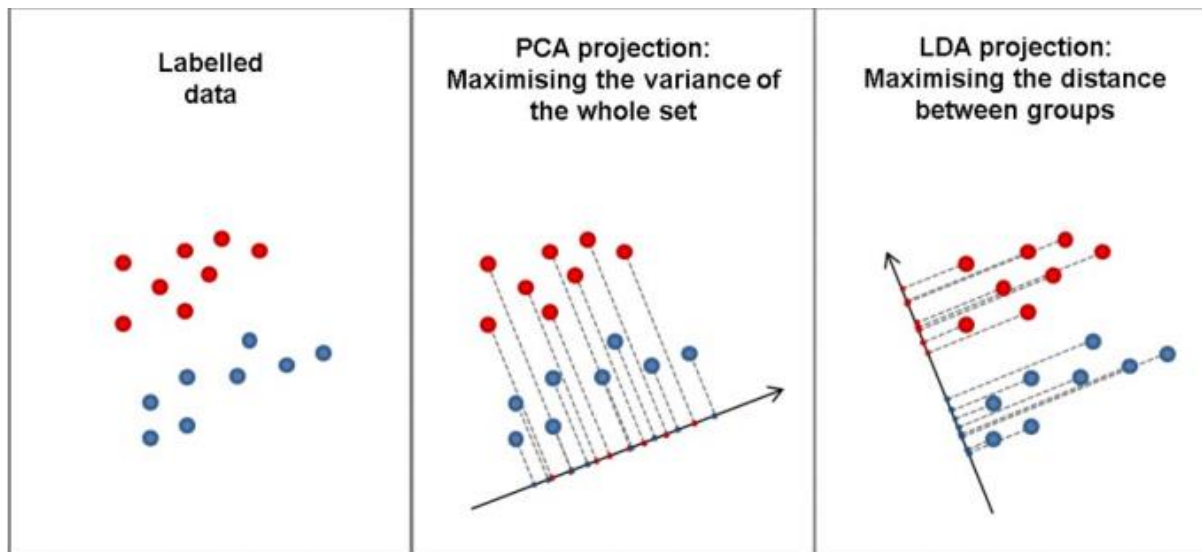 Labelled
data
PCA projection:
Maximising the variance of
the whole set
LDA projection:
Maximising the distance
between groups